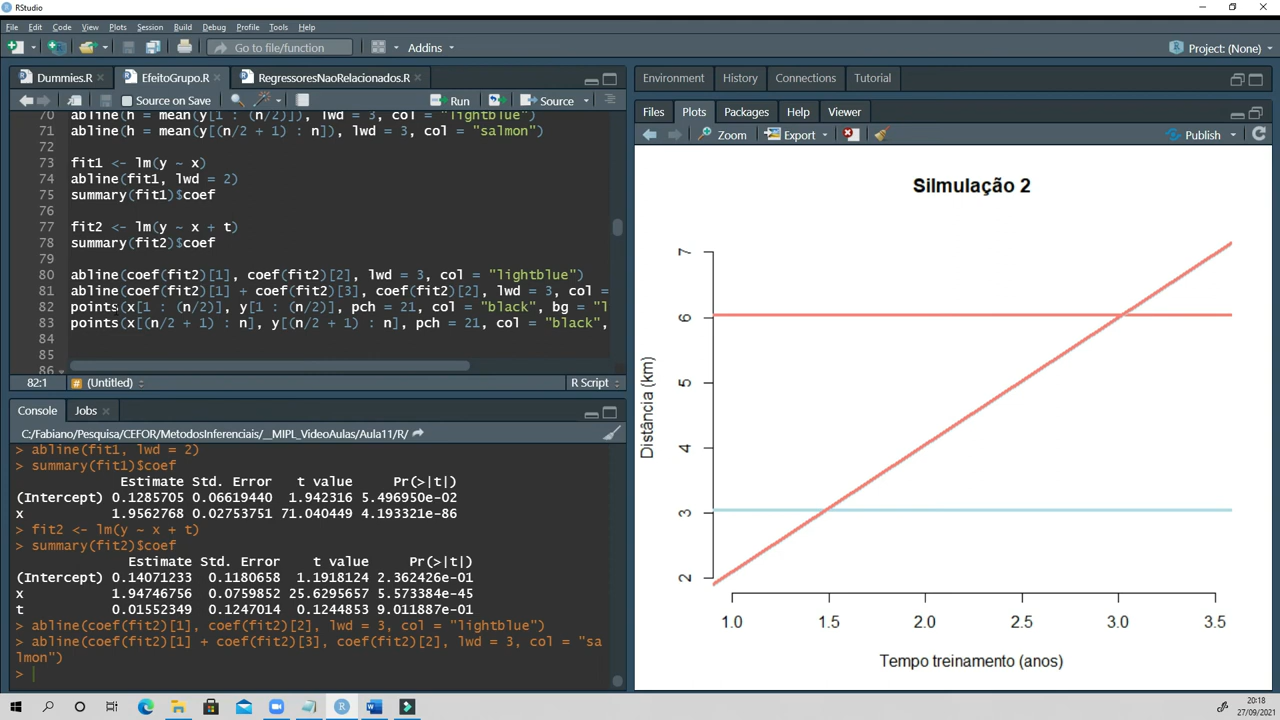 RStudio
File Edit Code View Plots Session Build Debug Profile Tools Help
Go to file/function Addins Project: (None)
Dummies.R EfeitoGrupo.R RegressoresNaoRelacionados.R
Source on Save Run Source
70 abline(h = mean(y[1 : (n/2)]), lwd = 3, col = "lightblue")
71 abline(h = mean(y[(n/2 + 1) : n]), lwd = 3, col = "salmon")
72
73 fit1 <- lm(y ~ x)
74 abline(fit1, lwd = 2)
75 summary(fit1)$coef
76
77 fit2 <- lm(y ~ x + t)
78 summary(fit2)$coef
79
80 abline(coef(fit2)[1], coef(fit2)[2], lwd = 3, col = "lightblue")
81 abline(coef(fit2)[1] + coef(fit2)[3], coef(fit2)[2], lwd = 3, col =
82 points(x[1 : (n/2)], y[1 : (n/2)], pch = 21, col = "black", bg = "l
83 points(x[(n/2 + 1) : n], y[(n/2 + 1) : n], pch = 21, col = "black",
84
85
86
82:1 # (Untitled) R Script
Console Jobs
C:/Fabiano/Pesquisa/CEFOR/MetodosInferenciais/__MIPL_VideoAulas/Aula11/R/
> abline(fit1, lwd = 2)
> summary(fit1)$coef
Estimate Std. Error t value Pr(>|t|)
(Intercept) 0.1285705 0.06619440 1.942316 5.496950e-02
x 1.9562768 0.02753751 71.040449 4.193321e-86
> fit2 <- lm(y ~ x + t)
> summary(fit2)$coef
Estimate Std. Error t value Pr(>|t|)
(Intercept) 0.14071233 0.1180658 1.1918124 2.362426e-01
x 1.94746756 0.0759852 25.6295657 5.573384e-45
t 0.01552349 0.1247014 0.1244853 9.011887e-01
> abline(coef(fit2)[1], coef(fit2)[2], lwd = 3, col = "lightblue")
> abline(coef(fit2)[1] + coef(fit2)[3], coef(fit2)[2], lwd = 3, col = "sa
lmon")
>
Environment History Connections Tutorial
Files Plots Packages Help Viewer
Zoom Export Publish
Silmulação 2
Distância (km)
7
6
5
4
3
2
1.0 1.5 2.0 2.5 3.0 3.5
Tempo treinamento (anos)
20:18
27/09/2021